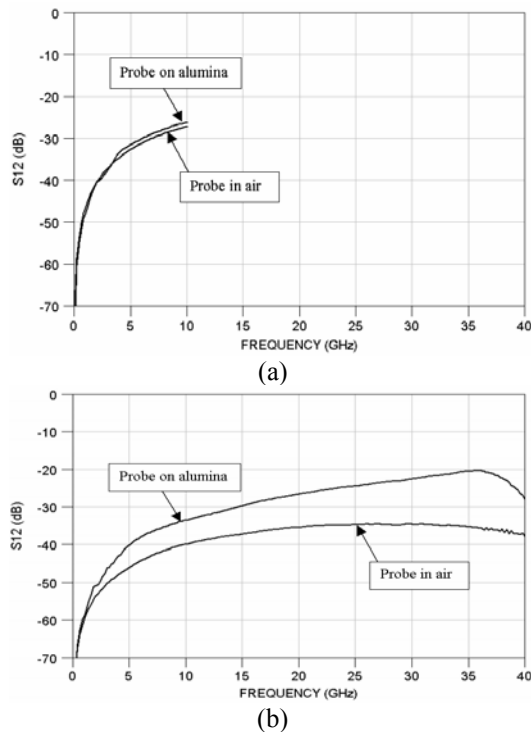 0
-10
-20
-30
-40
-50
-60
-70
S12 (dB)
Probe on alumina
Probe in air
0 5 10 15 20 25 30 35 40
FREQUENCY (GHz)
(a)
0
-10
-20
-30
-40
-50
-60
-70
S12 (dB)
Probe on alumina
Probe in air
0 5 10 15 20 25 30 35 40
FREQUENCY (GHz)
(b)